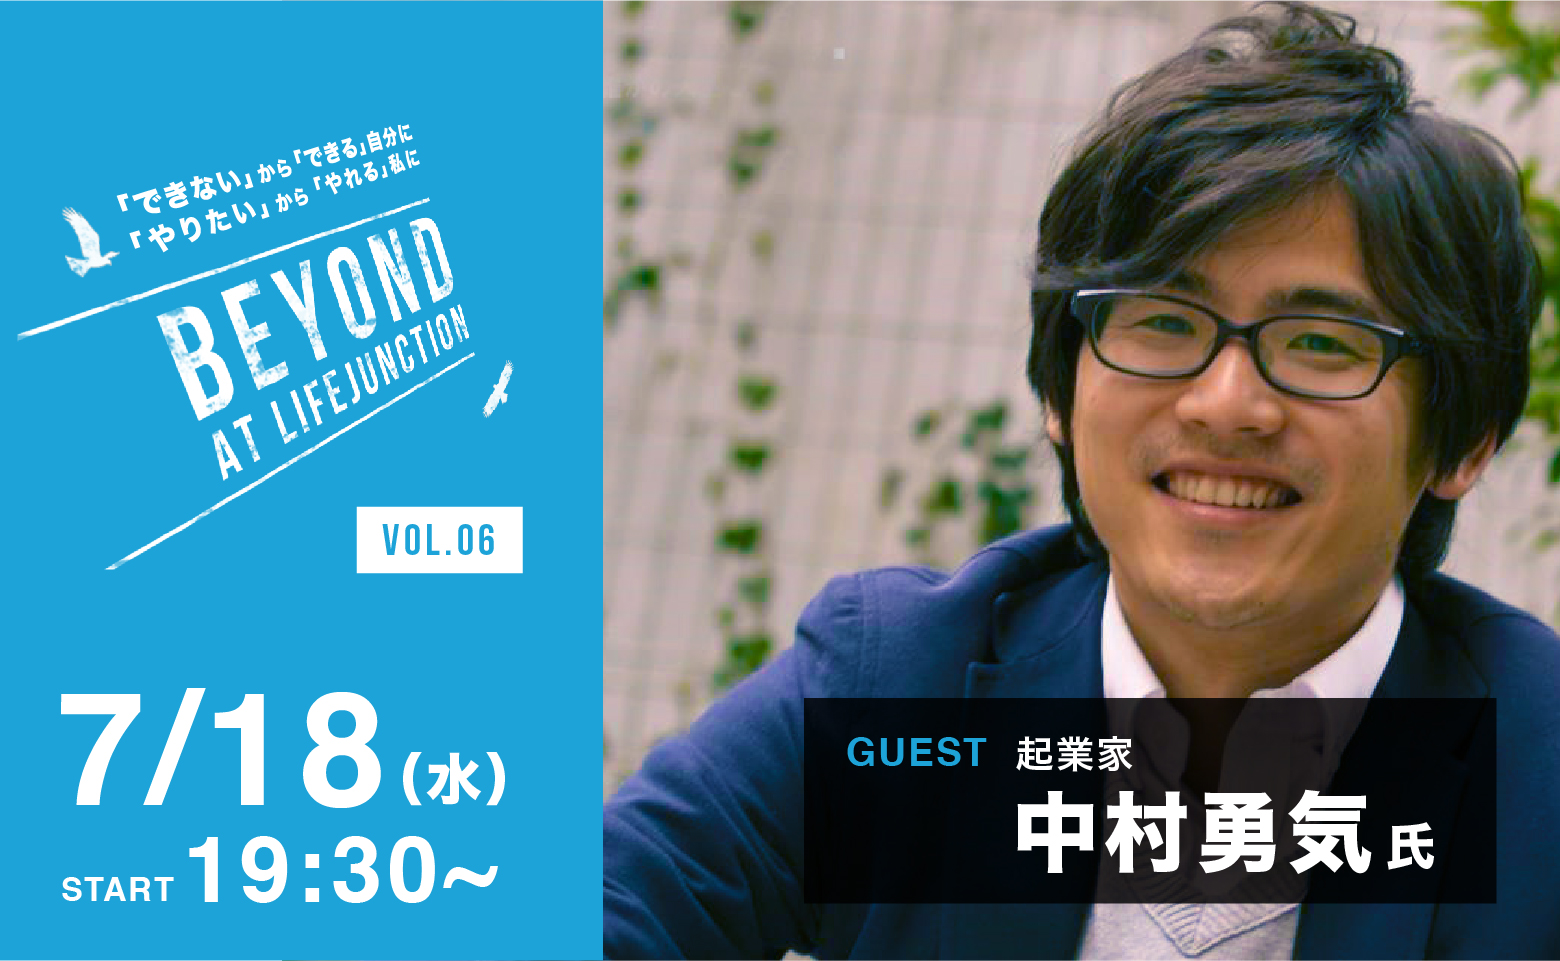 「できない」から「できる」自分に
「やりたい」から「やれる」私に
BEYOND
AT LIFEJUNCTION
VOL.06
7/18(水)
START 19:30~
GUEST 起業家
中村勇気 氏